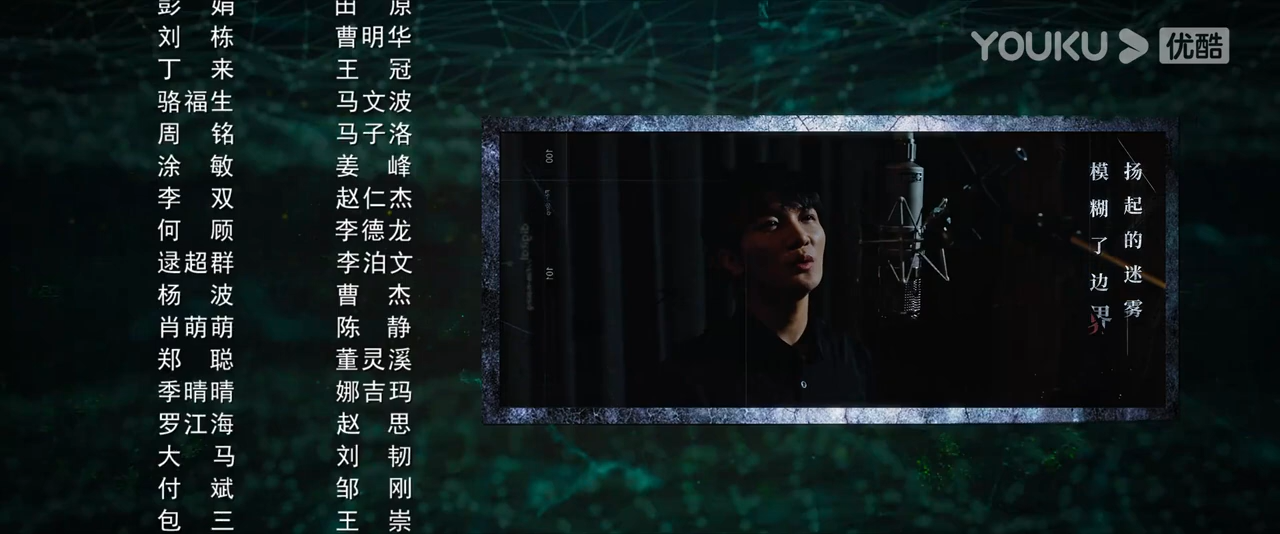 彭娟 田原
刘栋 曹明华
丁来 王冠
骆福生 马文波
周铭 马子洛
涂敏 姜峰
李双 赵仁杰
何顾 李德龙
逯超群 李泊文
杨波 曹杰
肖萌萌 陈静
郑聪 董灵溪
季晴晴 娜吉玛
罗江海 赵思
大马 刘韧
付斌 邹刚
包三 王崇
YOUKU 优酷
扬起的迷雾
模糊了边界